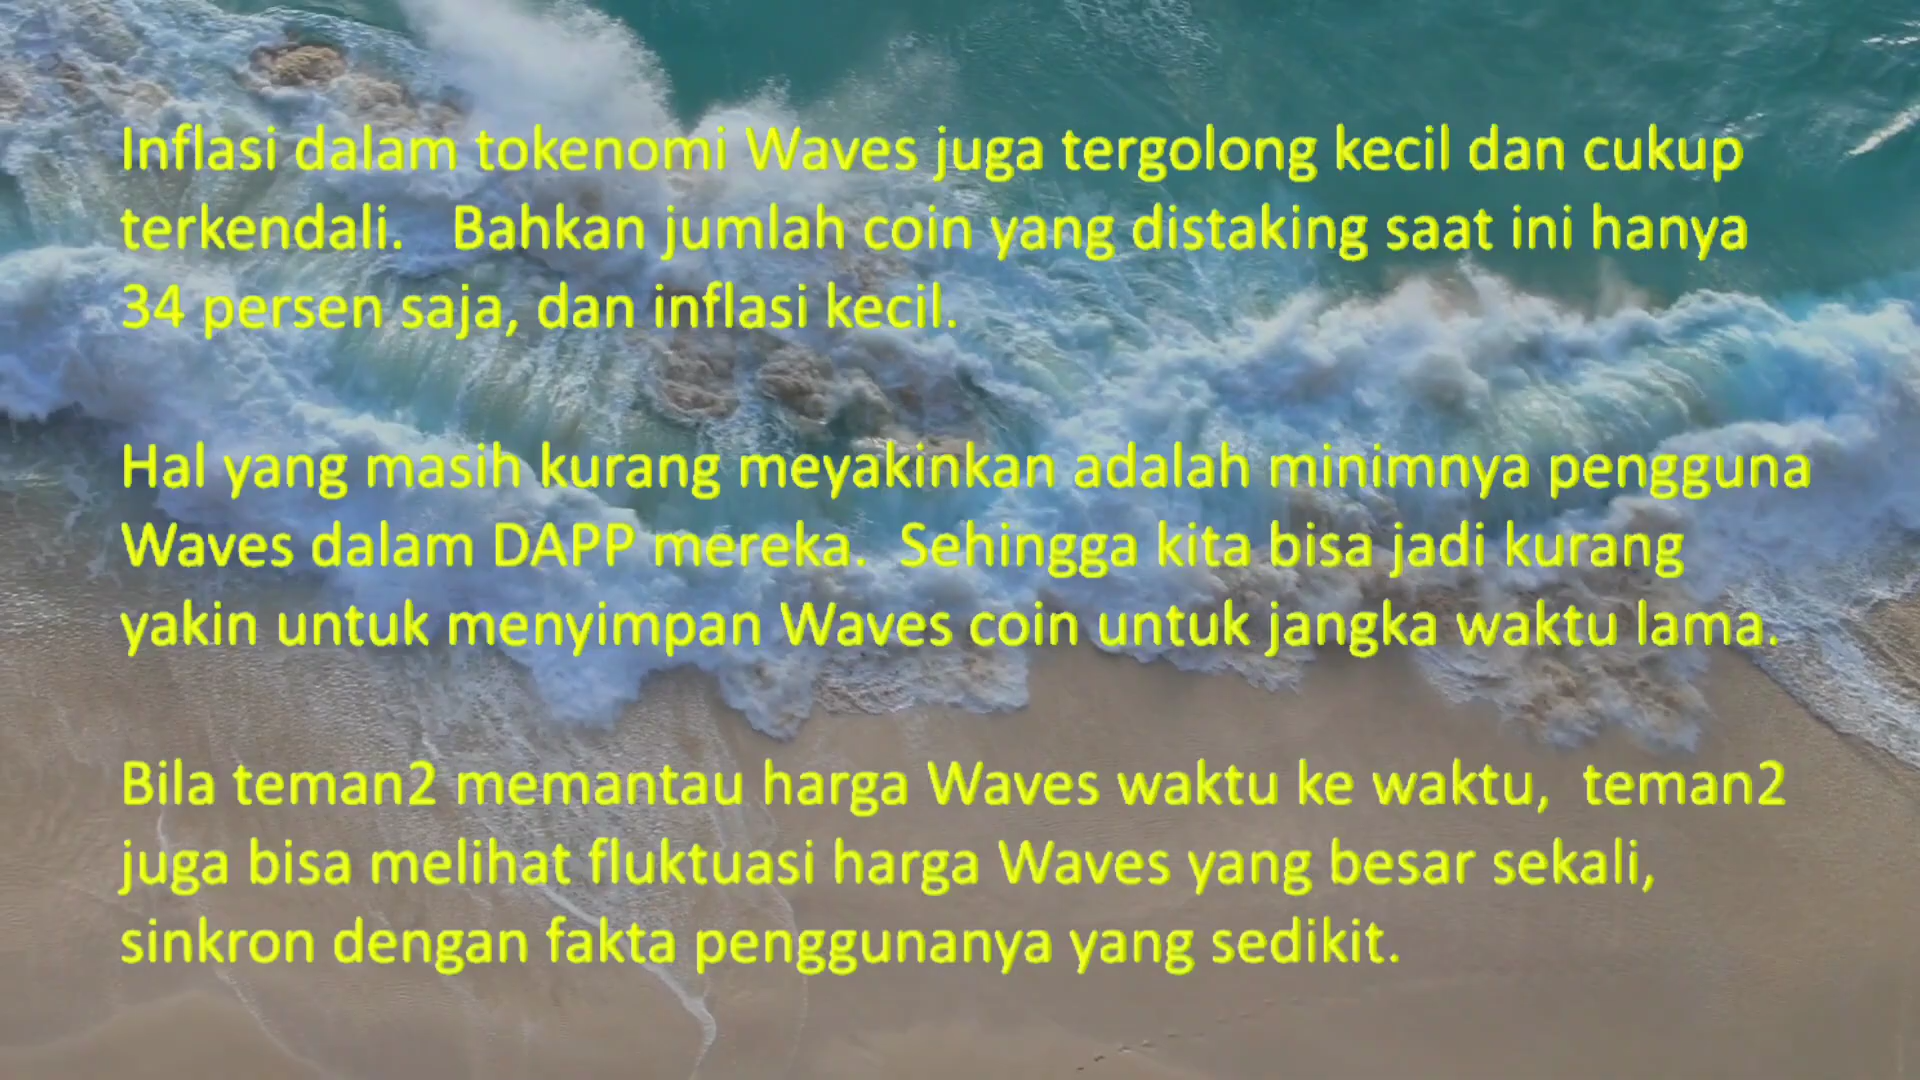 Inflasi dalam tokenomi Waves juga tergolong kecil dan cukup
terkendali.   Bahkan jumlah coin yang distaking saat ini hanya
34 persen saja, dan inflasi kecil.
Hal yang masih kurang meyakinkan adalah minimnya pengguna
Waves dalam DAPP mereka.  Sehingga kita bisa jadi kurang
yakin untuk menyimpan Waves coin untuk jangka waktu lama.
Bila teman2 memantau harga Waves waktu ke waktu,  teman2
juga bisa melihat fluktuasi harga Waves yang besar sekali,
sinkron dengan fakta penggunanya yang sedikit.